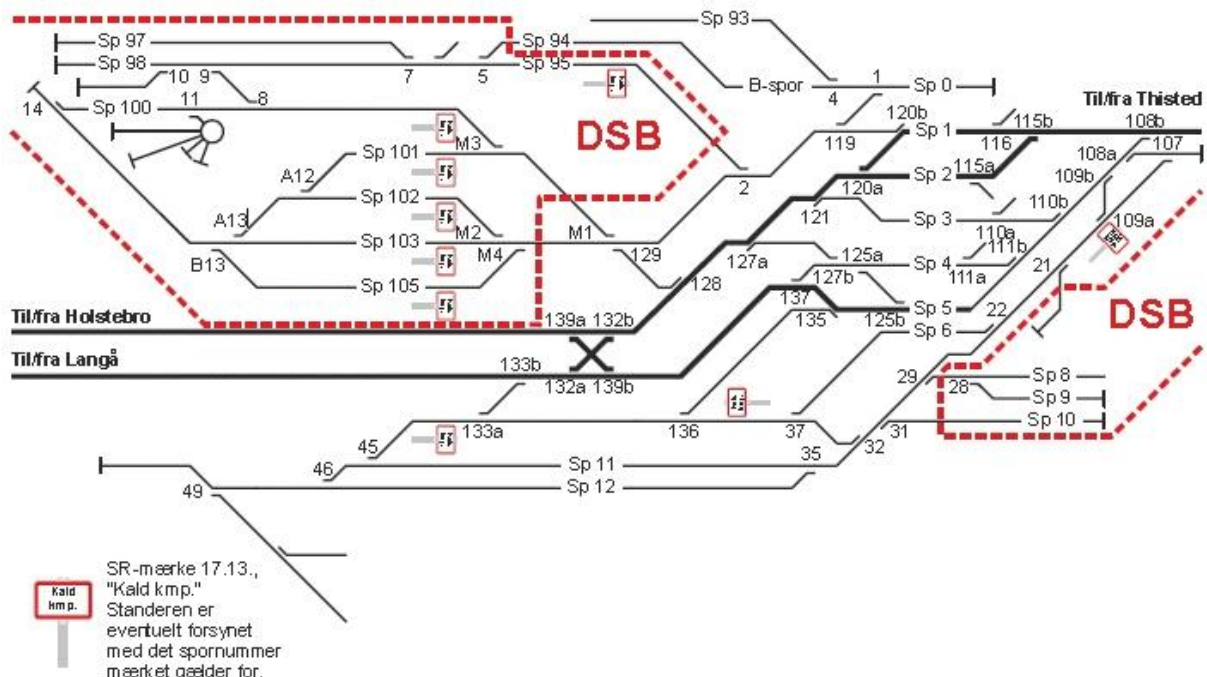 Sp 93
Sp 97
Sp 94
Sp 98
7
5
Sp 95
10 9
B-spor
1
Sp 0
4
14
Sp 100
11
8
Til/fra Thisted
120b
115b
108b
DSB
Sp 1
116
M3
119
107
Sp 101
115a
108a
A12
2
Sp 2
109b
120a
Sp 102
110b
A13
121
Sp 3
109a
M2
M1
110a
Sp 103
111b
129
125a
B13
M4
127a
Sp 4
21
Sp 105
128
127b
111a
137
22
Til/fra Holstebro
139a 132b
Sp 5
DSB
135
125b
Sp 6
Til/fra Langå
133b
132a 139b
29
Sp 8
28
Sp 9
31
Sp 10
133a
136
37
32
45
35
46
Sp 11
49
Sp 12
Kald
kmp.
SR-mærke 17.13.,
"Kald kmp."
Standeren er
eventuelt forsynet
med det spornummer
mærket gælder for.